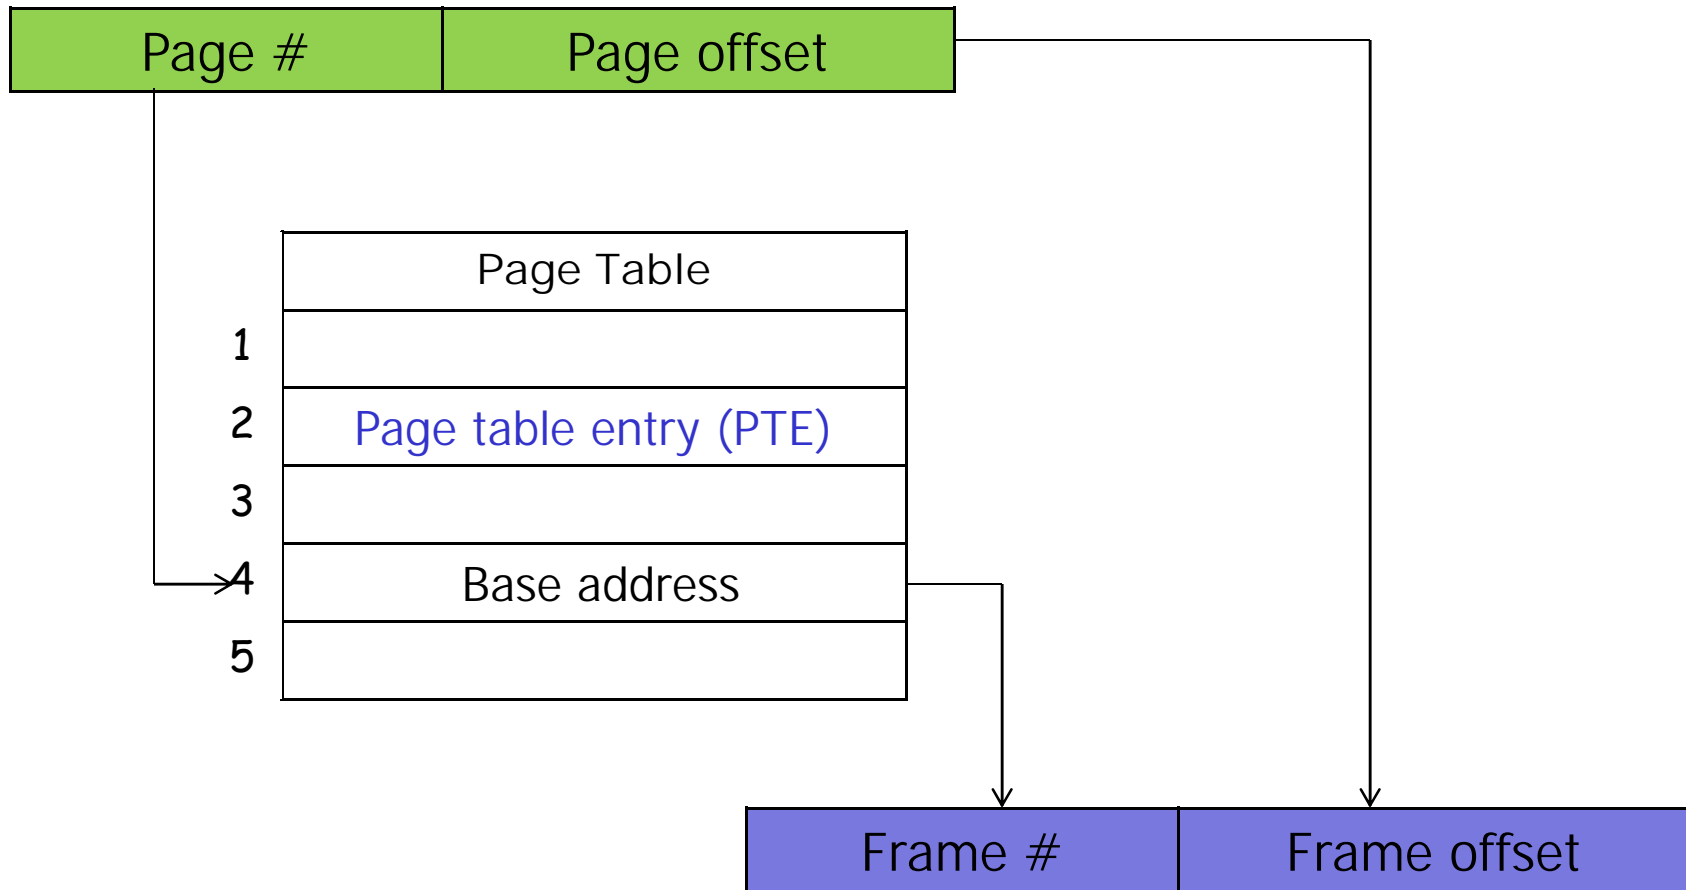 Page # Page offset
Page Table
1
2 Page table entry (PTE)
3
4 Base address
5
Frame # Frame offset